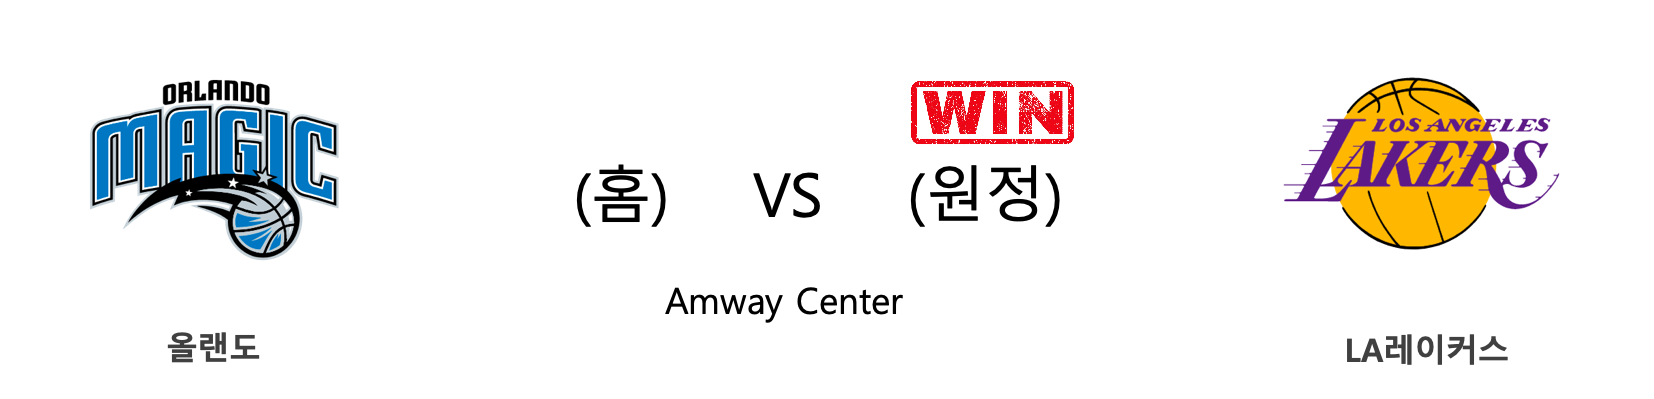 ORLANDO
MAGIC
WIN
(홈) VS (원정)
LOS ANGELES
LAKERS
Amway Center
올랜도
LA레이커스